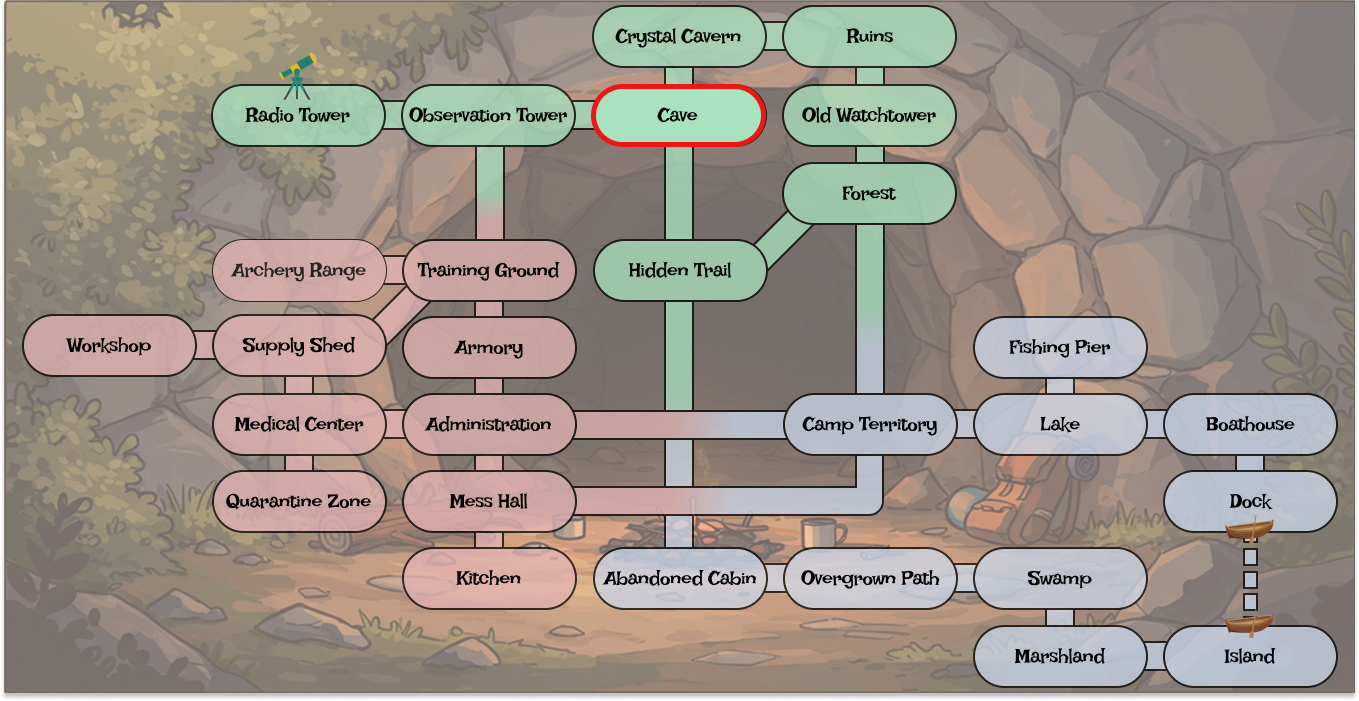 Crystal Cavern
Ruins
Radio Tower
Observation Tower
Cave
Old Watchtower
Forest
Archery Range
Training Ground
Hidden Trail
Workshop
Supply Shed
Armory
Fishing Pier
Medical Center
Administration
Camp Territory
Lake
Boathouse
Quarantine Zone
Mess Hall
Dock
Kitchen
Abandoned Cabin
Overgrown Path
Swamp
Marshland
Island